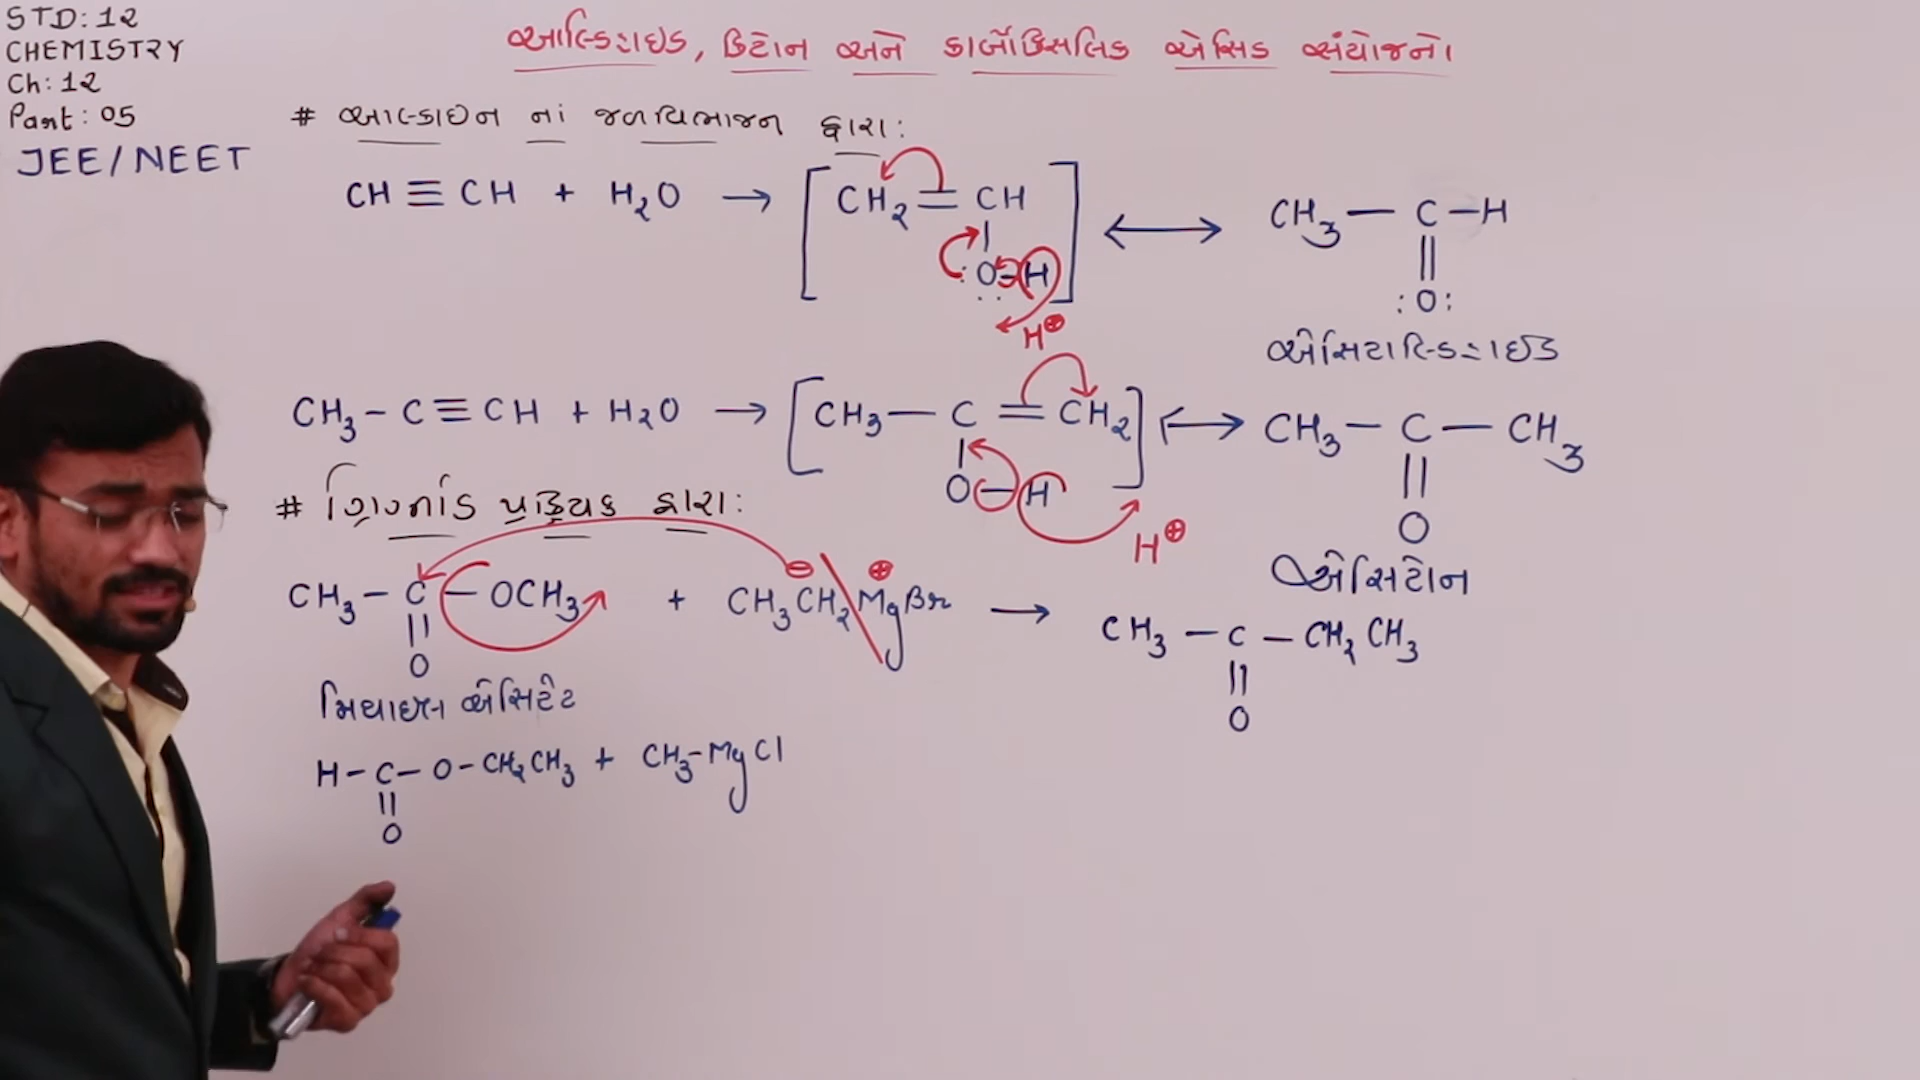 STD: 12
CHEMISTRY
Ch: 12
Part: 05
JEE/NEET
આલ્ડિહાઇડ, કિટોન અને કાર્બોક્સિલિક એસિડ સંયોજનો
# આલ્કાઇન નાં જળવિભાજન દ્વારા:
CH ≡ CH + H₂O → [CH₂ = CH
|
:O–H] ↔ CH₃ – C – H
||
:O:
H⊕
એસિટાલ્ડિહાઇડ
CH₃ – C ≡ CH + H₂O → [CH₃ – C = CH₂
|
O – H] ↔ CH₃ – C – CH₃
||
O
H⊕
એસિટોન
# ગ્રિગ્નાર્ડ પ્રક્રિયક દ્વારા:
⊖ ⊕
CH₃ – C – OCH₃ + CH₃CH₂MgBr → CH₃ – C – CH₂CH₃
||
O
||
O
મિથાઇલ એસિટેટ
H – C – O – CH₂CH₃ + CH₃–MgCl
||
O